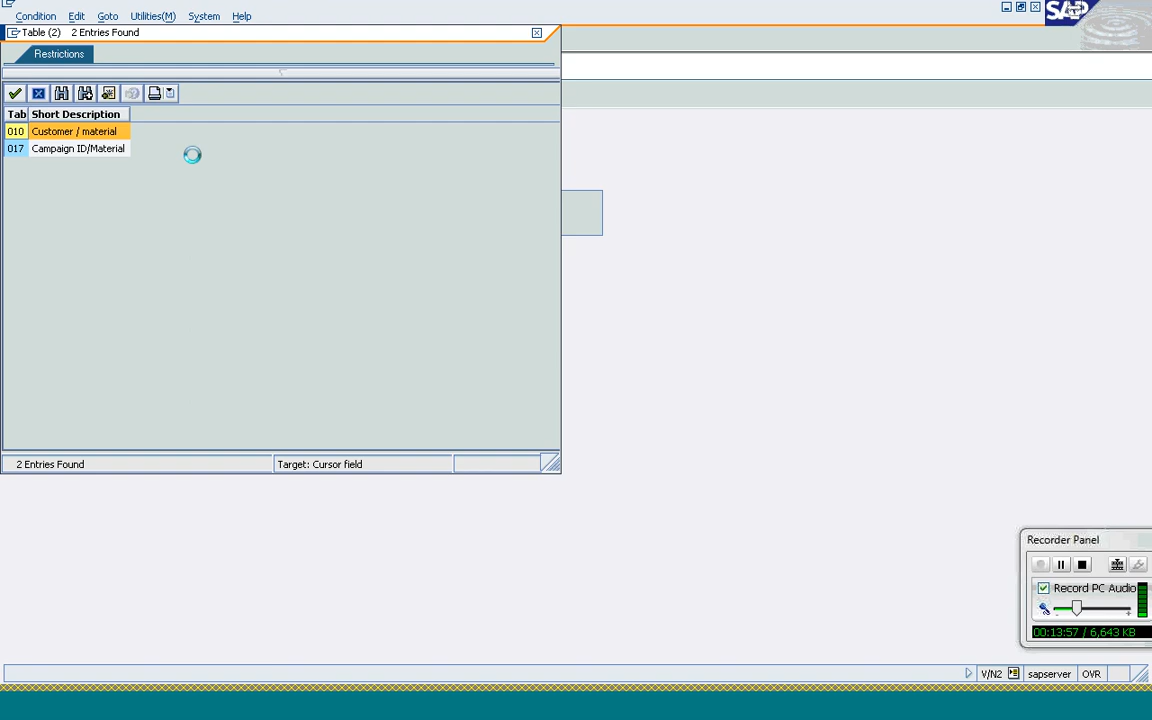 Condition Edit Goto Utilities(M) System Help
SAP
Table (2) 2 Entries Found
Restrictions
Tab Short Description
010 Customer / material
017 Campaign ID/Material
2 Entries Found Target: Cursor field
Recorder Panel
Record PC Audio
- +
00:13:57 / 6,643 KB
V/N2 sapserver OVR